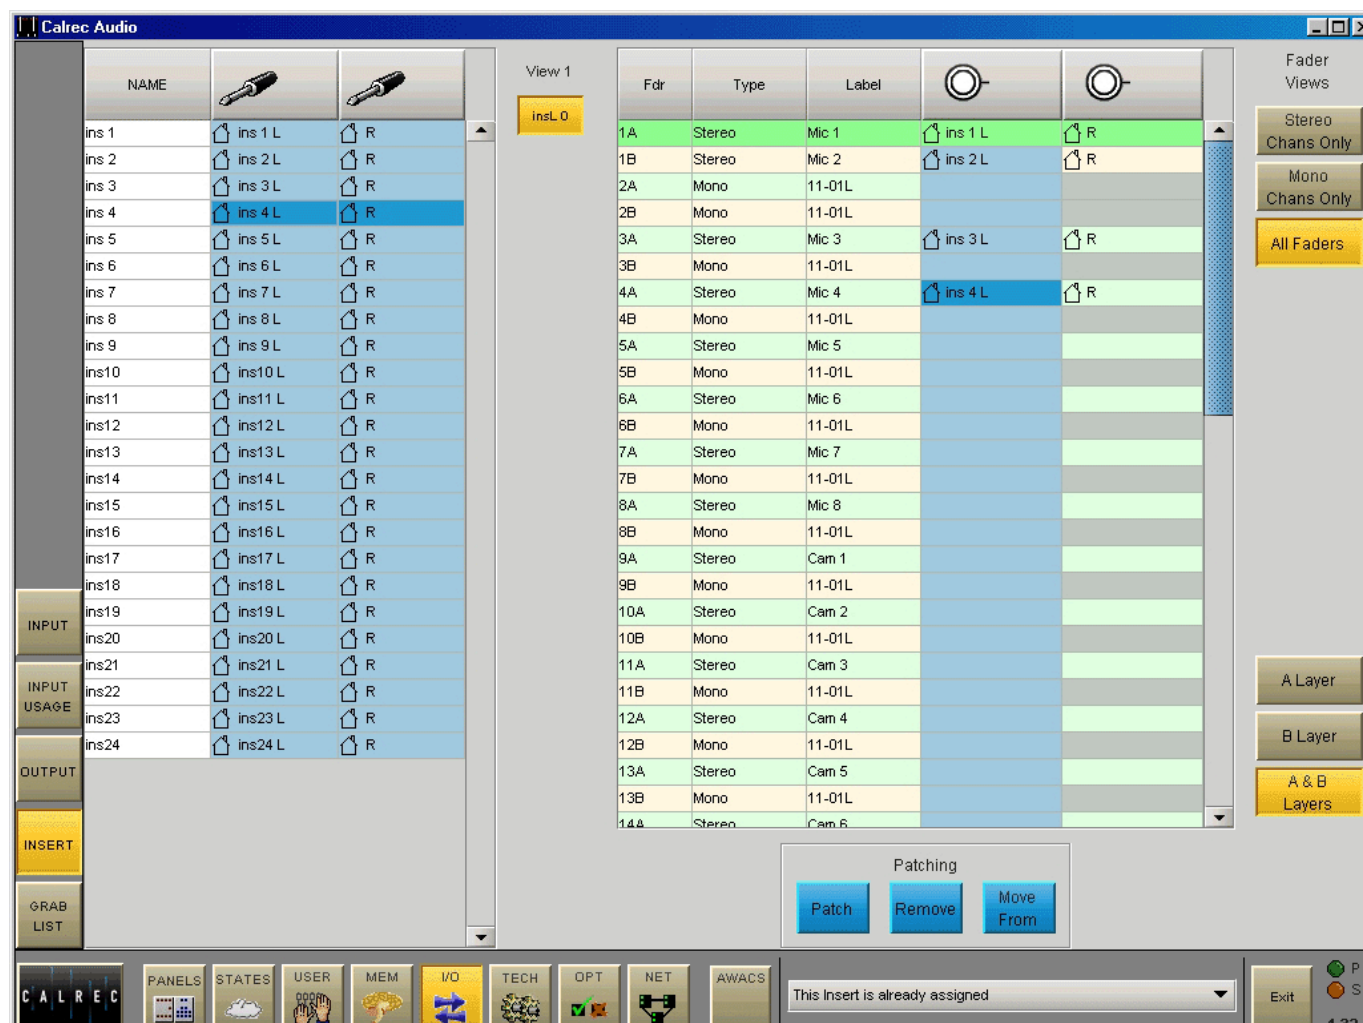 Calrec Audio
NAME
View 1
insL 0
Fdr Type Label
Fader
Views
Stereo
Chans Only
Mono
Chans Only
All Faders
A Layer
B Layer
A & B
Layers
ins 1 ins 1 L R
ins 2 ins 2 L R
ins 3 ins 3 L R
ins 4 ins 4 L R
ins 5 ins 5 L R
ins 6 ins 6 L R
ins 7 ins 7 L R
ins 8 ins 8 L R
ins 9 ins 9 L R
ins10 ins10 L R
ins11 ins11 L R
ins12 ins12 L R
ins13 ins13 L R
ins14 ins14 L R
ins15 ins15 L R
ins16 ins16 L R
ins17 ins17 L R
ins18 ins18 L R
ins19 ins19 L R
ins20 ins20 L R
ins21 ins21 L R
ins22 ins22 L R
ins23 ins23 L R
ins24 ins24 L R
1A Stereo Mic 1 ins 1 L R
1B Stereo Mic 2 ins 2 L R
2A Mono 11-01L
2B Mono 11-01L
3A Stereo Mic 3 ins 3 L R
3B Mono 11-01L
4A Stereo Mic 4 ins 4 L R
4B Mono 11-01L
5A Stereo Mic 5
5B Mono 11-01L
6A Stereo Mic 6
6B Mono 11-01L
7A Stereo Mic 7
7B Mono 11-01L
8A Stereo Mic 8
8B Mono 11-01L
9A Stereo Cam 1
9B Mono 11-01L
10A Stereo Cam 2
10B Mono 11-01L
11A Stereo Cam 3
11B Mono 11-01L
12A Stereo Cam 4
12B Mono 11-01L
13A Stereo Cam 5
13B Mono 11-01L
14A Stereo Cam 6
INPUT
INPUT
USAGE
OUTPUT
INSERT
GRAB
LIST
Patching
Patch
Remove
Move
From
CALREC
PANELS
STATES
USER
MEM
I/O
TECH
OPT
NET
AWACS
This Insert is already assigned
Exit
P
S